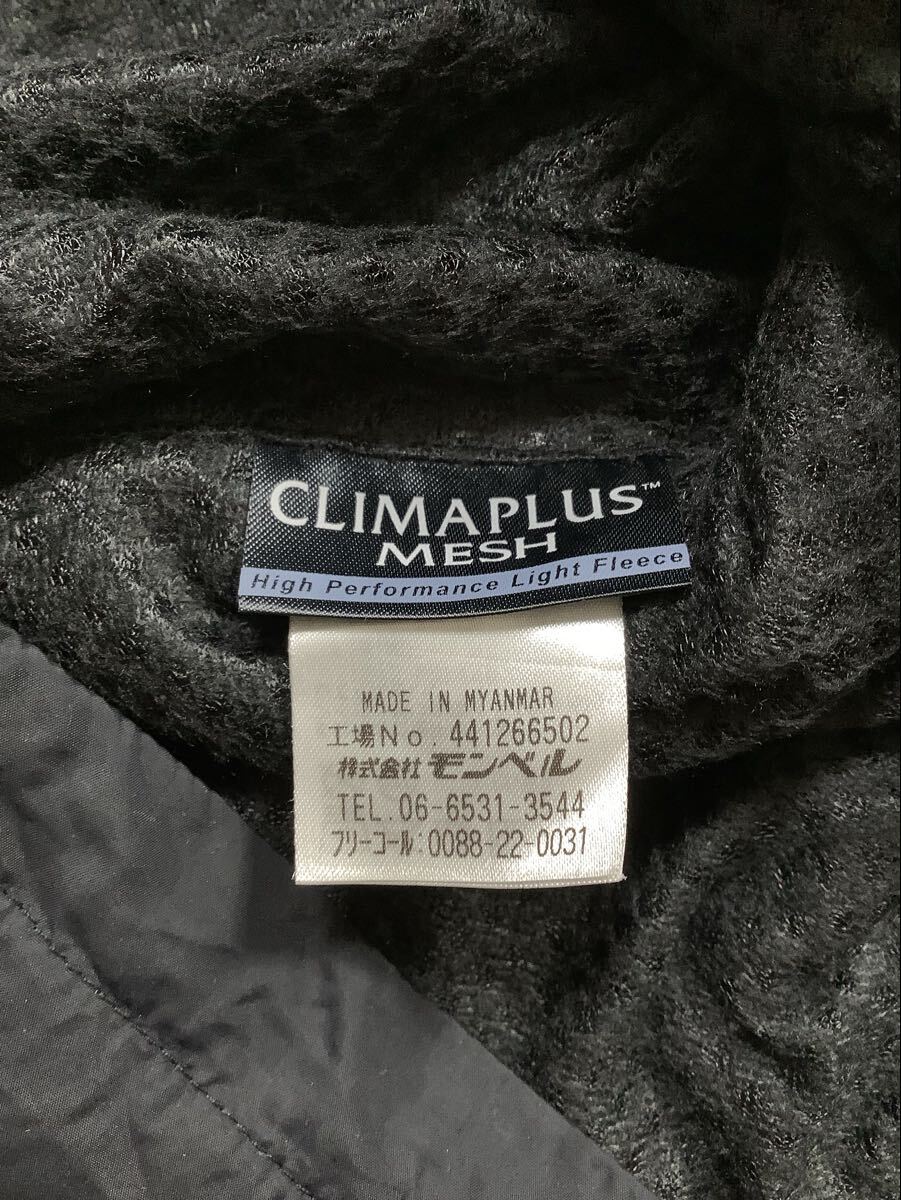 CLIMAPLUS™
MESH
High Performance Light Fleece
MADE IN MYANMAR
工場No. 441266502
株式会社 モンベル
TEL. 06-6531-3544
フリーコール:0088-22-0031